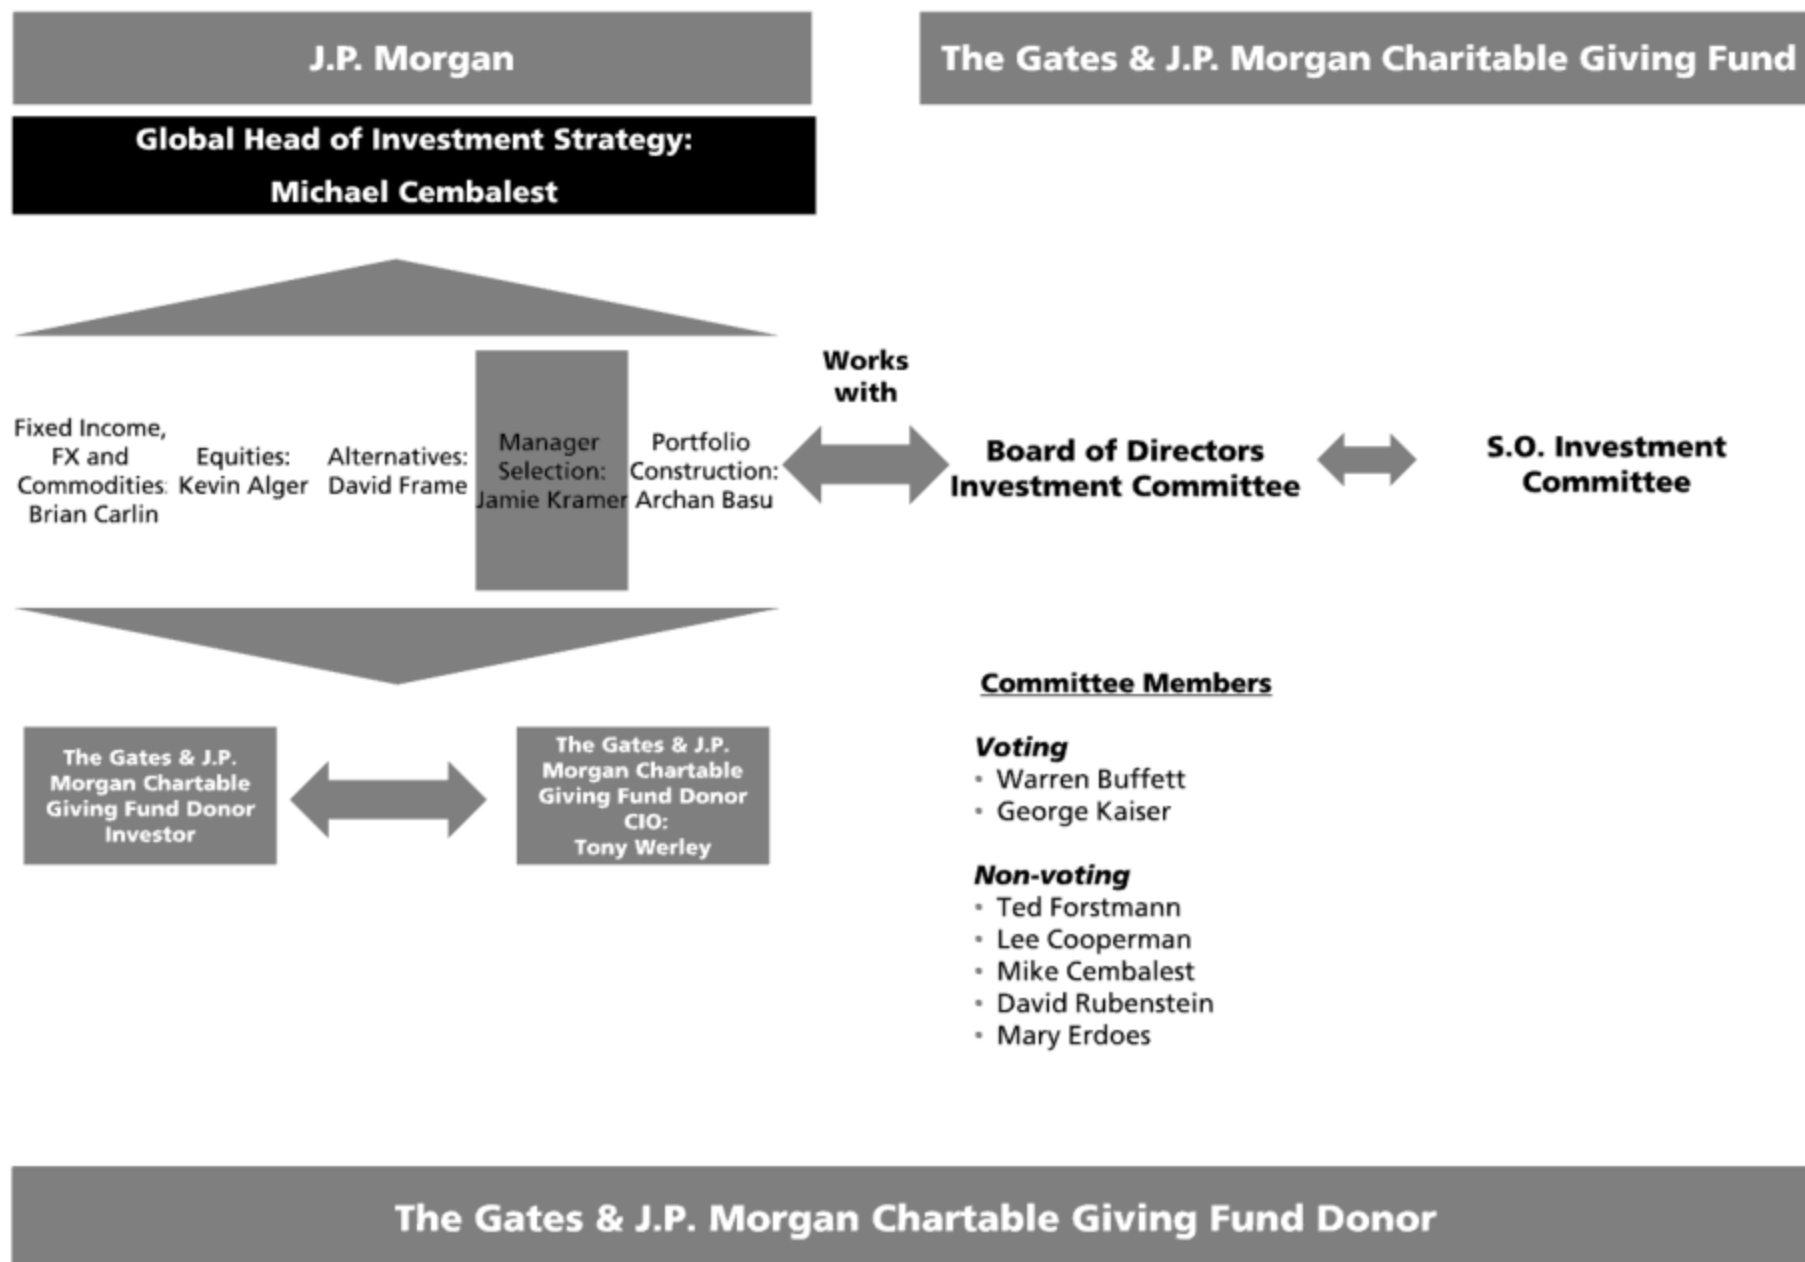 J.P. Morgan
The Gates & J.P. Morgan Charitable Giving Fund
Global Head of Investment Strategy:
Michael Cembalest
Fixed Income,
FX and
Commodities:
Brian Carlin
Equities:
Kevin Alger
Alternatives:
David Frame
Manager
Selection:
Jamie Kramer
Portfolio
Construction:
Archan Basu
Works
with
Board of Directors
Investment Committee
S.O. Investment
Committee
The Gates & J.P.
Morgan Chartable
Giving Fund Donor
Investor
The Gates & J.P.
Morgan Chartable
Giving Fund Donor
CIO:
Tony Werley
Committee Members
Voting
• Warren Buffett
• George Kaiser
Non-voting
• Ted Forstmann
• Lee Cooperman
• Mike Cembalest
• David Rubenstein
• Mary Erdoes
The Gates & J.P. Morgan Chartable Giving Fund Donor